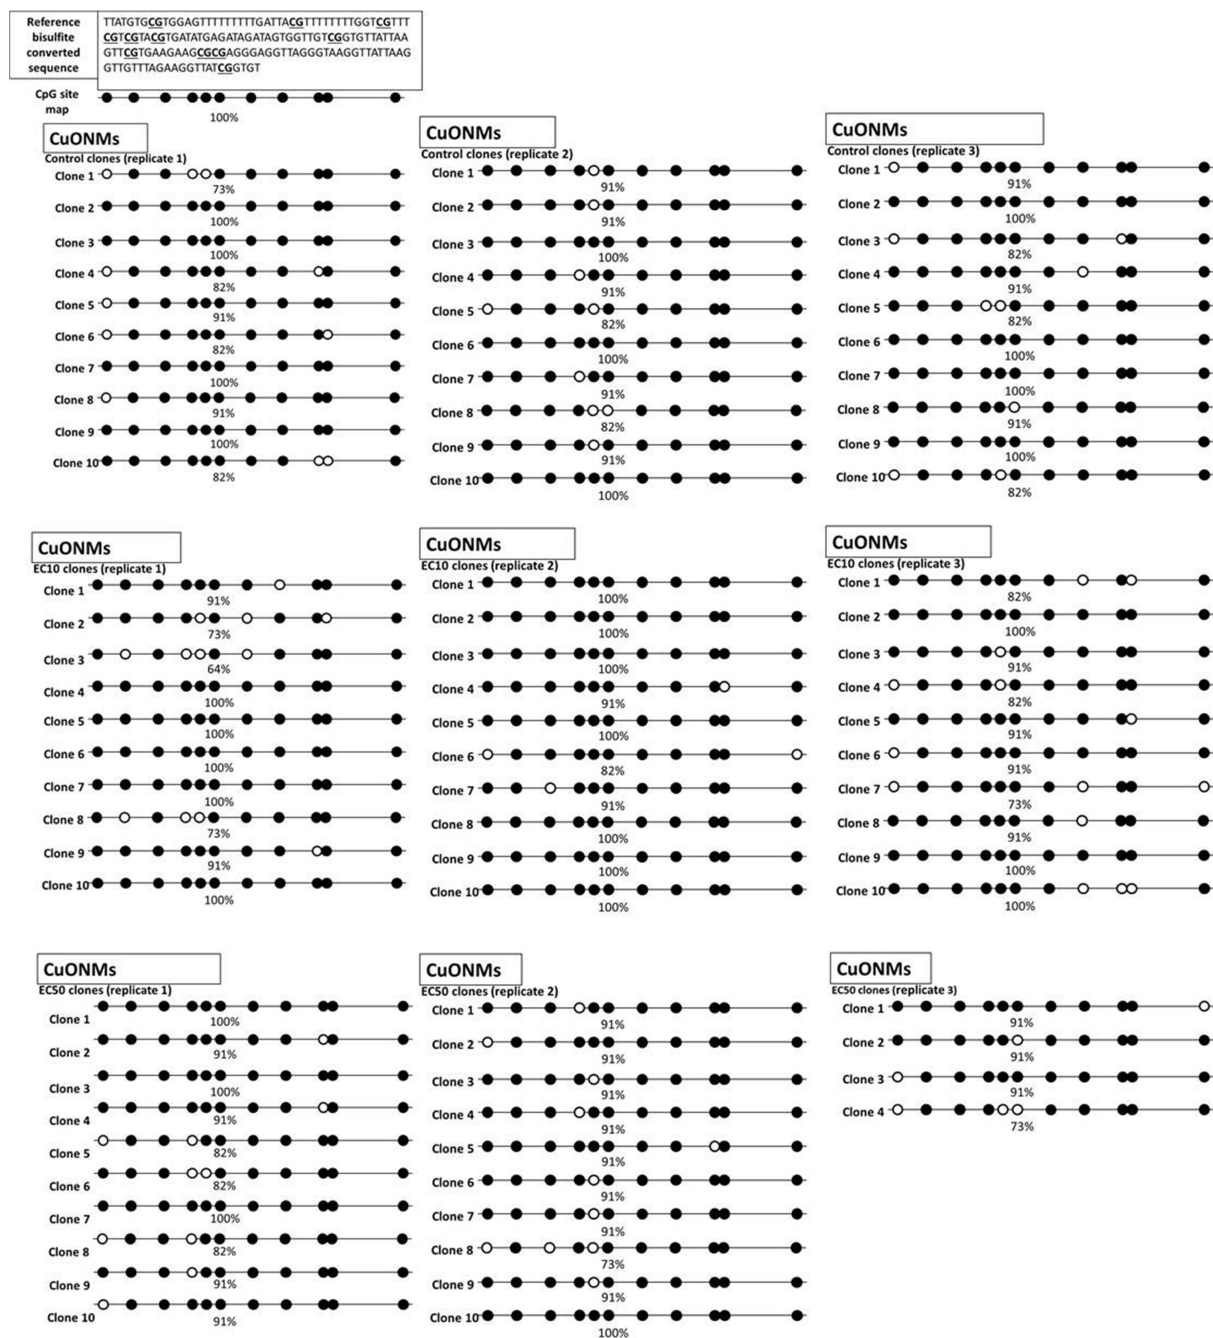 Reference
bisulfite
converted
sequence
TTATGTGCGTGGAGTTTTTTTTTGATTACGTTTTTTTTGGTCGTTT
CGTCGTACGTGATATGAGATAGATAGTGGTTGTCGGTGTTATTAA
GTTCGTGAAGAAGCGCGAGGGAGGTTAGGGTAAGGTTATTAAG
GTTGTTTAGAAGGTTATCGGTGT
CpG site
map
100%
CuONMs
Control clones (replicate 1)
Clone 1
73%
Clone 2
100%
Clone 3
100%
Clone 4
82%
Clone 5
91%
Clone 6
82%
Clone 7
100%
Clone 8
91%
Clone 9
100%
Clone 10
82%
CuONMs
Control clones (replicate 2)
Clone 1
91%
Clone 2
91%
Clone 3
100%
Clone 4
91%
Clone 5
82%
Clone 6
100%
Clone 7
91%
Clone 8
82%
Clone 9
91%
Clone 10
100%
CuONMs
Control clones (replicate 3)
Clone 1
91%
Clone 2
100%
Clone 3
82%
Clone 4
91%
Clone 5
82%
Clone 6
100%
Clone 7
100%
Clone 8
91%
Clone 9
100%
Clone 10
82%
CuONMs
EC10 clones (replicate 1)
Clone 1
91%
Clone 2
73%
Clone 3
64%
Clone 4
100%
Clone 5
100%
Clone 6
100%
Clone 7
100%
Clone 8
73%
Clone 9
91%
Clone 10
100%
CuONMs
EC10 clones (replicate 2)
Clone 1
100%
Clone 2
100%
Clone 3
100%
Clone 4
91%
Clone 5
100%
Clone 6
82%
Clone 7
91%
Clone 8
100%
Clone 9
100%
Clone 10
100%
CuONMs
EC10 clones (replicate 3)
Clone 1
82%
Clone 2
100%
Clone 3
91%
Clone 4
82%
Clone 5
91%
Clone 6
91%
Clone 7
73%
Clone 8
91%
Clone 9
100%
Clone 10
100%
CuONMs
EC50 clones (replicate 1)
Clone 1
100%
Clone 2
91%
Clone 3
100%
Clone 4
91%
Clone 5
82%
Clone 6
82%
Clone 7
100%
Clone 8
82%
Clone 9
91%
Clone 10
91%
CuONMs
EC50 clones (replicate 2)
Clone 1
91%
Clone 2
91%
Clone 3
91%
Clone 4
91%
Clone 5
91%
Clone 6
91%
Clone 7
91%
Clone 8
73%
Clone 9
91%
Clone 10
100%
CuONMs
EC50 clones (replicate 3)
Clone 1
91%
Clone 2
91%
Clone 3
91%
Clone 4
73%